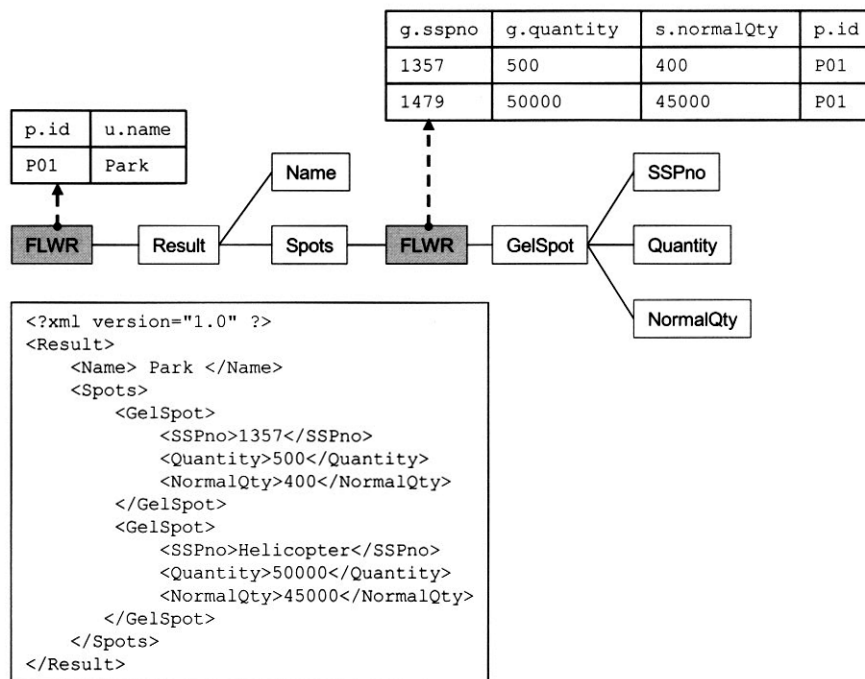 g.sspno g.quantity s.normalQty p.id
1357 500 400 P01
1479 50000 45000 P01
p.id u.name
P01 Park
Name
SSPno
FLWR Result Spots FLWR GelSpot Quantity
NormalQty
<?xml version="1.0" ?>
<Result>
<Name> Park </Name>
<Spots>
<GelSpot>
<SSPno>1357</SSPno>
<Quantity>500</Quantity>
<NormalQty>400</NormalQty>
</GelSpot>
<GelSpot>
<SSPno>Helicopter</SSPno>
<Quantity>50000</Quantity>
<NormalQty>45000</NormalQty>
</GelSpot>
</Spots>
</Result>